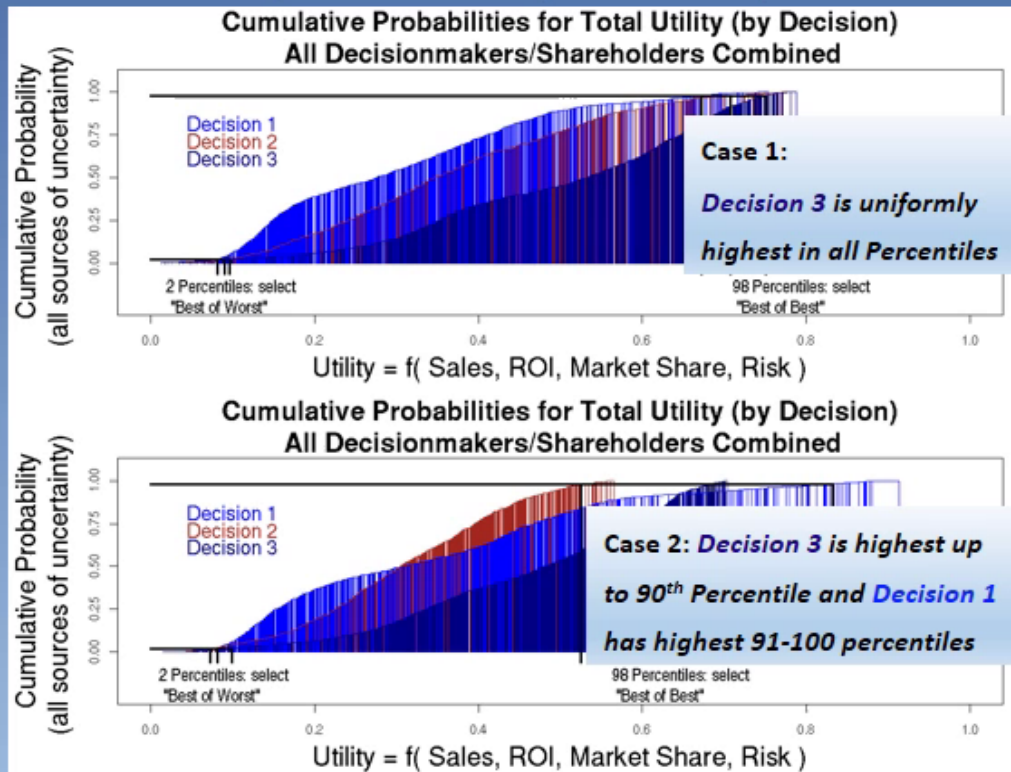 Cumulative Probabilities for Total Utility (by Decision)
All Decisionmakers/Shareholders Combined
Cumulative Probability
(all sources of uncertainty)
1.00
0.75
0.50
0.25
0.00
Decision 1
Decision 2
Decision 3
Case 1:
Decision 3 is uniformly
highest in all Percentiles
2 Percentiles: select
"Best of Worst"
98 Percentiles: select
"Best of Best"
0.0 0.2 0.4 0.6 0.8 1.0
Utility = f( Sales, ROI, Market Share, Risk )
Cumulative Probabilities for Total Utility (by Decision)
All Decisionmakers/Shareholders Combined
Cumulative Probability
(all sources of uncertainty)
1.00
0.75
0.50
0.25
0.00
Decision 1
Decision 2
Decision 3
Case 2: Decision 3 is highest up
to 90th Percentile and Decision 1
has highest 91-100 percentiles
2 Percentiles: select
"Best of Worst"
98 Percentiles: select
"Best of Best"
0.0 0.2 0.4 0.6 0.8 1.0
Utility = f( Sales, ROI, Market Share, Risk )